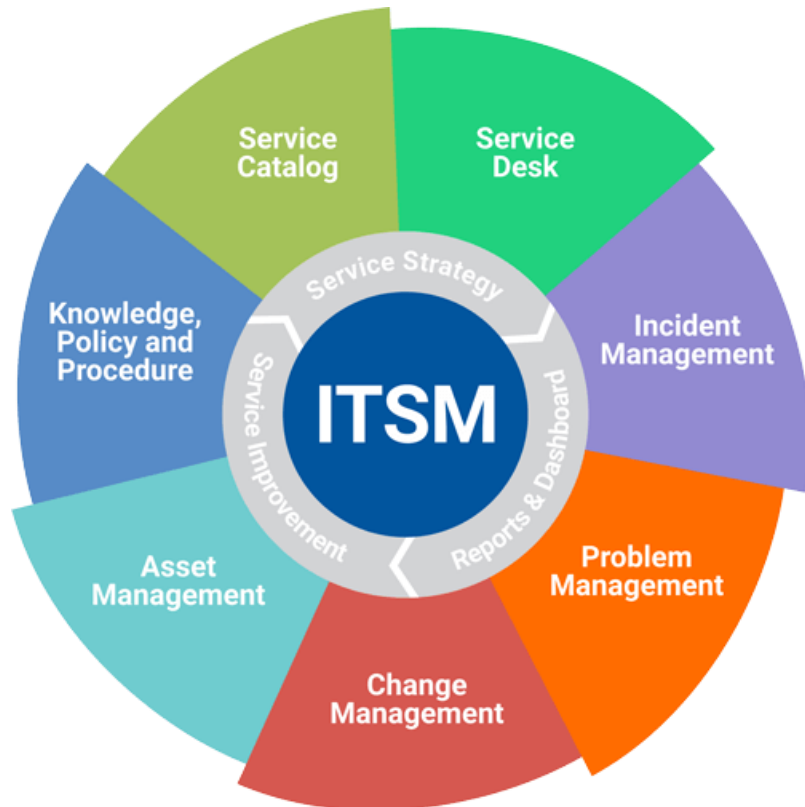 Service
Catalog
Service
Desk
Knowledge,
Policy and
Procedure
Incident
Management
Service Strategy
Service Improvement
Reports & Dashboard
ITSM
Asset
Management
Problem
Management
Change
Management